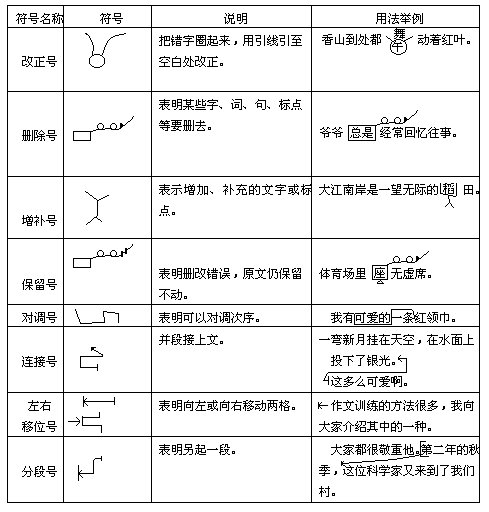 符号名称 符号 说明 用法举例
改正号 把错字圈起来，用引线引至空白处改正。 香山到处都午动着红叶。 舞
删除号 表明某些字、词、句、标点等要删去。 爷爷总是经常回忆往事。
增补号 表示增加、补充的文字或标点。 大江南岸是一望无际的 田。 稻
保留号 表明删改错误，原文仍保留不动。 体育场里座无虚席。
对调号 表明可以对调次序。 我有可爱的一条红领巾。
连接号 并段接上文。 一弯新月挂在天空，在水面上投下了银光。
这多么可爱啊。
左右移位号 表明向左或向右移动两格。 作文训练的方法很多，我向大家介绍其中的一种。
分段号 表明另起一段。 大家都很敬重他。第二年的秋季，这位科学家又来到了我们村。